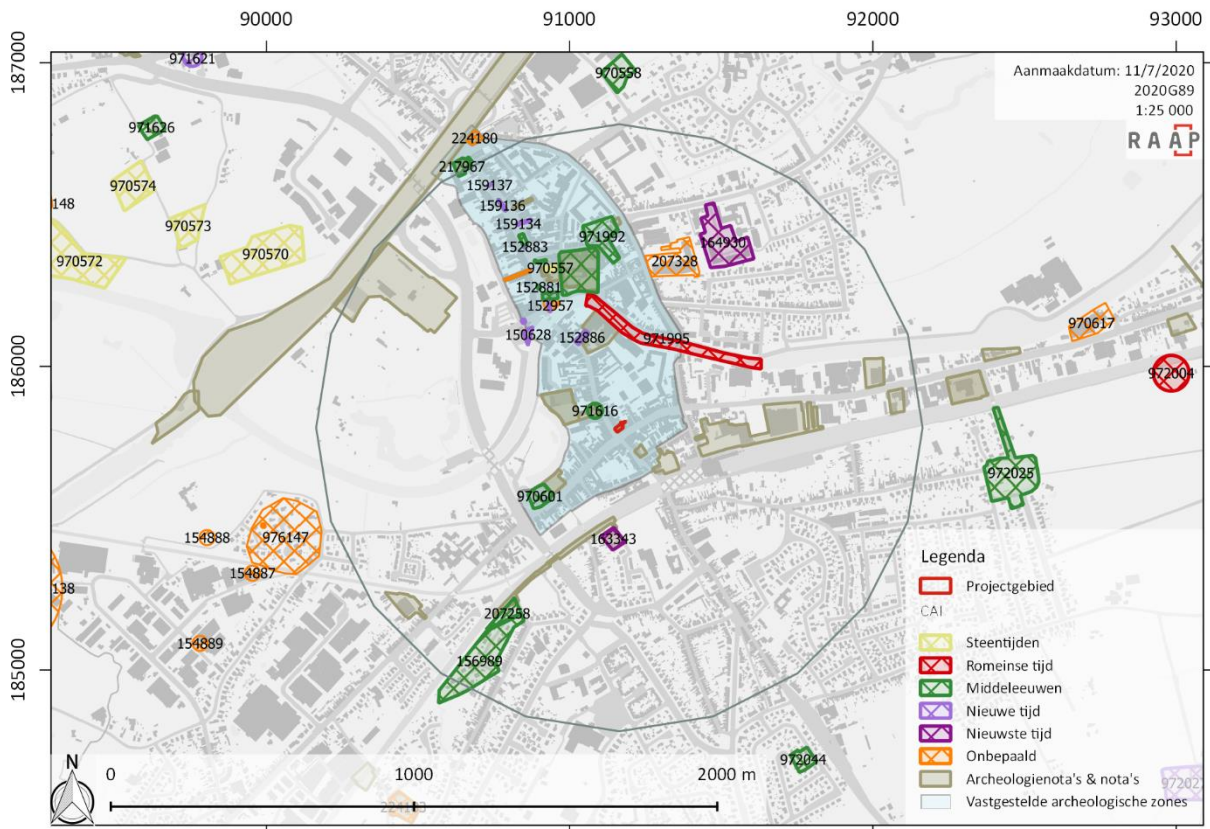 90000 91000 92000 93000
187000
186000
185000
Aanmaakdatum: 11/7/2020
2020G89
1:25 000
RAAP
971621
970558
971626
224180
217967
970574
159137
148
159136
970573
159134
971992
164930
152883
970572
970570
970557
207328
152881
152957
150628
152886
971995
970617
972004
971616
972025
970601
154888
976147
163343
154887
138
207258
154889
156989
972044
224143
Legenda
Projectgebied
CAI
Steentijden
Romeinse tijd
Middeleeuwen
Nieuwe tijd
Nieuwste tijd
Onbepaald
Archeologienota's & nota's
Vastgestelde archeologische zones
N
0 1000 2000 m